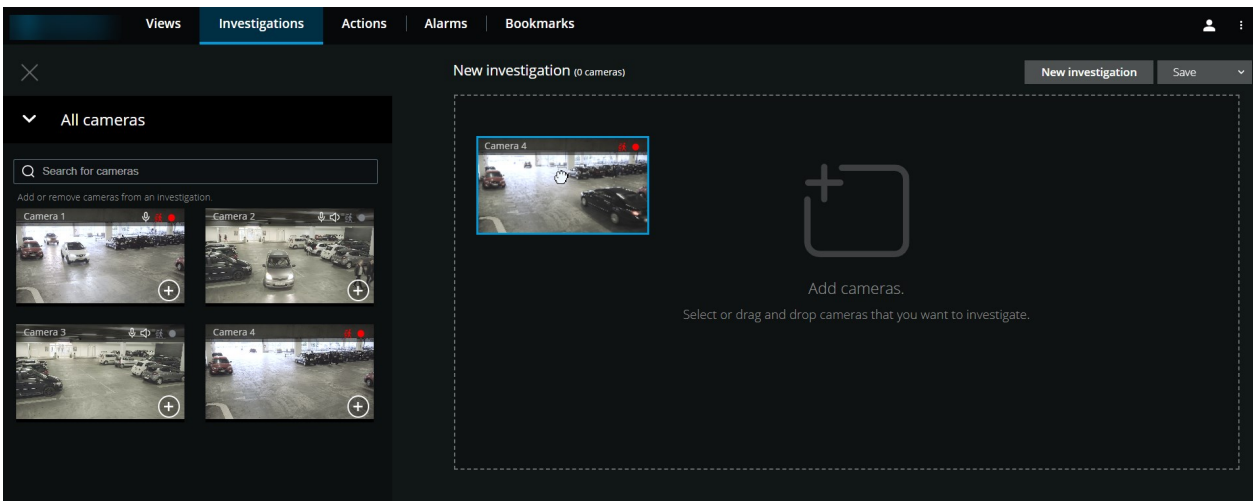 Views Investigations Actions Alarms Bookmarks
New investigation (0 cameras)
New investigation
Save
All cameras
Search for cameras
Add or remove cameras from an investigation.
Camera 1
Camera 2
Camera 3
Camera 4
Camera 4
Add cameras.
Select or drag and drop cameras that you want to investigate.